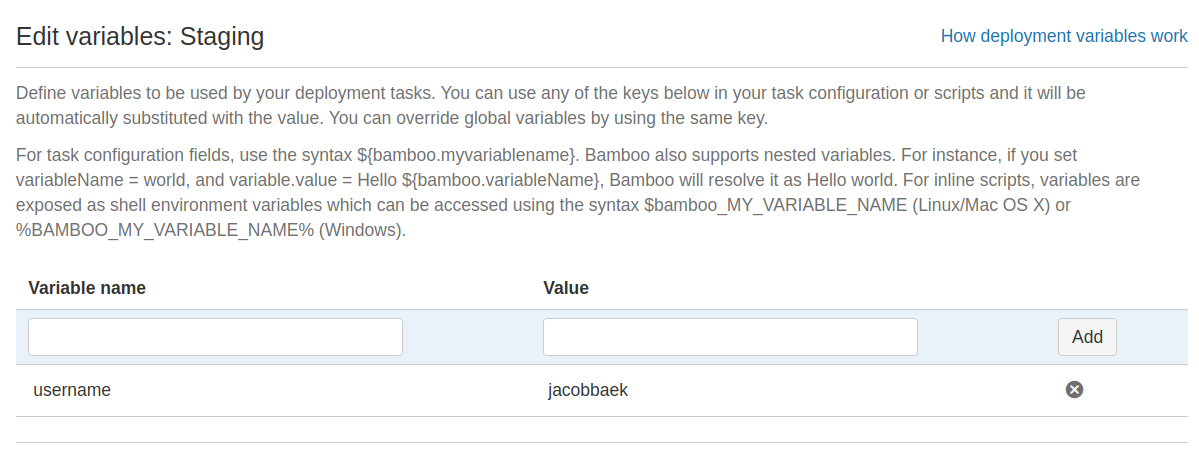 Edit variables: Staging
How deployment variables work
Define variables to be used by your deployment tasks. You can use any of the keys below in your task configuration or scripts and it will be
automatically substituted with the value. You can override global variables by using the same key.
For task configuration fields, use the syntax ${bamboo.myvariablename}. Bamboo also supports nested variables. For instance, if you set
variableName = world, and variable.value = Hello ${bamboo.variableName}, Bamboo will resolve it as Hello world. For inline scripts, variables are
exposed as shell environment variables which can be accessed using the syntax $bamboo_MY_VARIABLE_NAME (Linux/Mac OS X) or
%BAMBOO_MY_VARIABLE_NAME% (Windows).
Variable name
Value
Add
username
jacobbaek